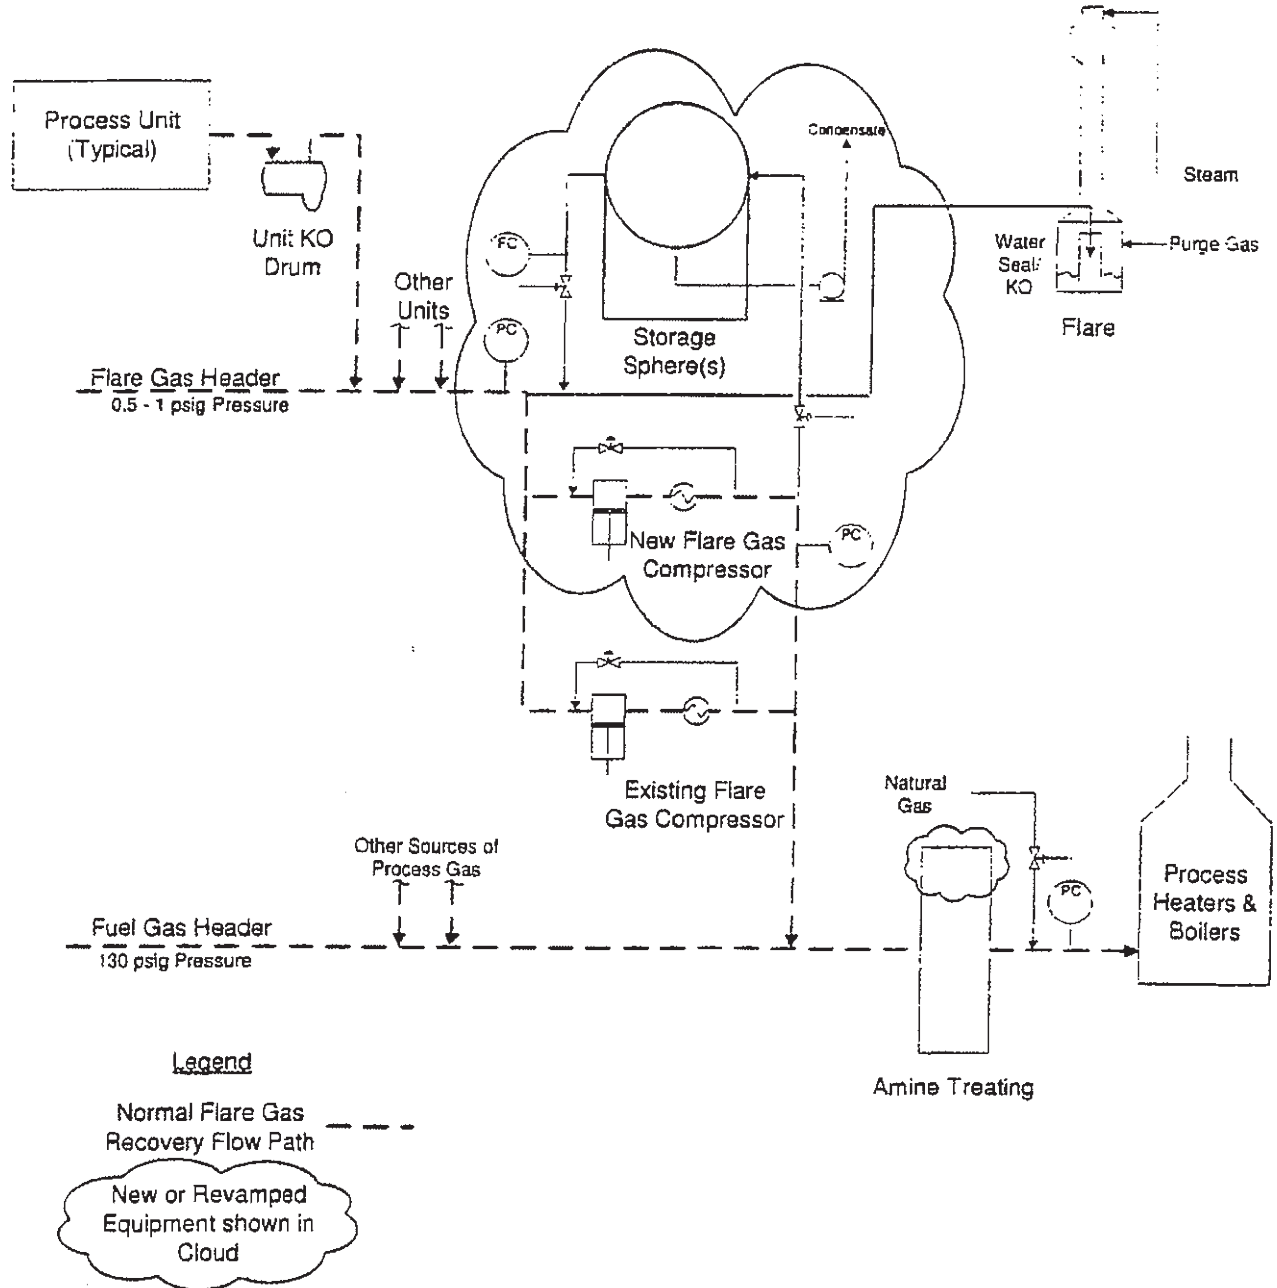 Process Unit
(Typical)
Unit KO
Drum
Other
Units
Flare Gas Header
0.5 - 1 psig Pressure
FC
PC
Condensate
Storage
Sphere(s)
Steam
Purge Gas
Water
Seal/
KO
Flare
New Flare Gas
Compressor
PC
Existing Flare
Gas Compressor
Other Sources of
Process Gas
Fuel Gas Header
130 psig Pressure
Natural
Gas
PC
Process
Heaters &
Boilers
Amine Treating
Legend
Normal Flare Gas
Recovery Flow Path
New or Revamped
Equipment shown in
Cloud